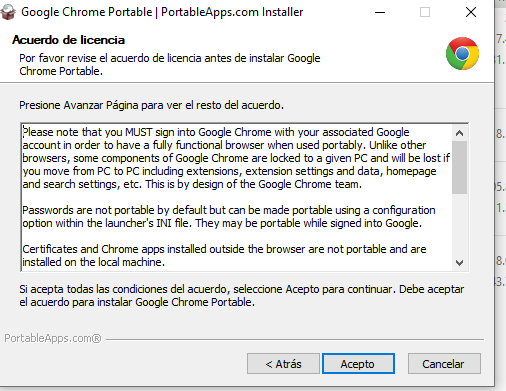 Google Chrome Portable | PortableApps.com Installer
Acuerdo de licencia
Por favor revise el acuerdo de licencia antes de instalar Google
Chrome Portable.
Presione Avanzar Página para ver el resto del acuerdo.
Please note that you MUST sign into Google Chrome with your associated Google
account in order to have a fully functional browser when used portably. Unlike other
browsers, some components of Google Chrome are locked to a given PC and will be lost if
you move from PC to PC including extensions, extension settings and data, homepage
and search settings, etc. This is by design of the Google Chrome team.
Passwords are not portable by default but can be made portable using a configuration
option within the launcher's INI file. They may be portable while signed into Google.
Certificates and Chrome apps installed outside the browser are not portable and are
installed on the local machine.
Si acepta todas las condiciones del acuerdo, seleccione Acepto para continuar. Debe aceptar
el acuerdo para instalar Google Chrome Portable.
PortableApps.com®
< Atrás
Acepto
Cancelar